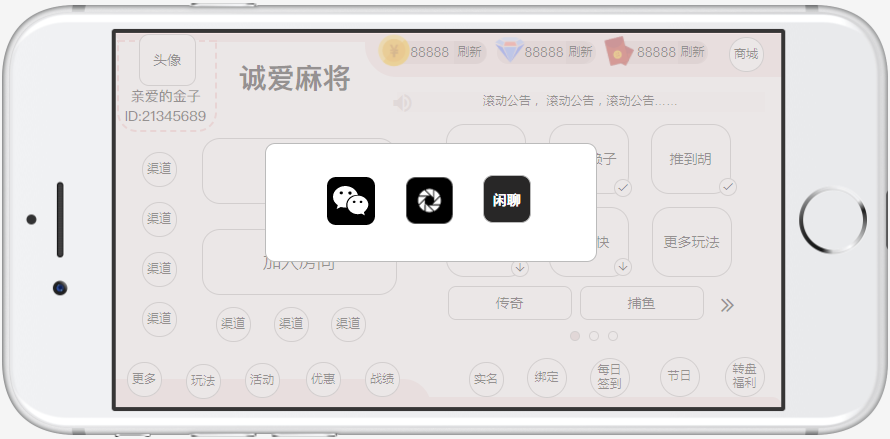 头像
亲爱的金子
ID:21345689
诚爱麻将
88888 刷新
88888 刷新
88888 刷新
商城
滚动公告， 滚动公告，滚动公告……
渠道
渠道
渠道
渠道
闲聊
加入房间
子
推到胡
快
更多玩法
传奇
捕鱼
渠道
渠道
渠道
更多
玩法
活动
优惠
战绩
实名
绑定
每日
签到
节日
转盘
福利